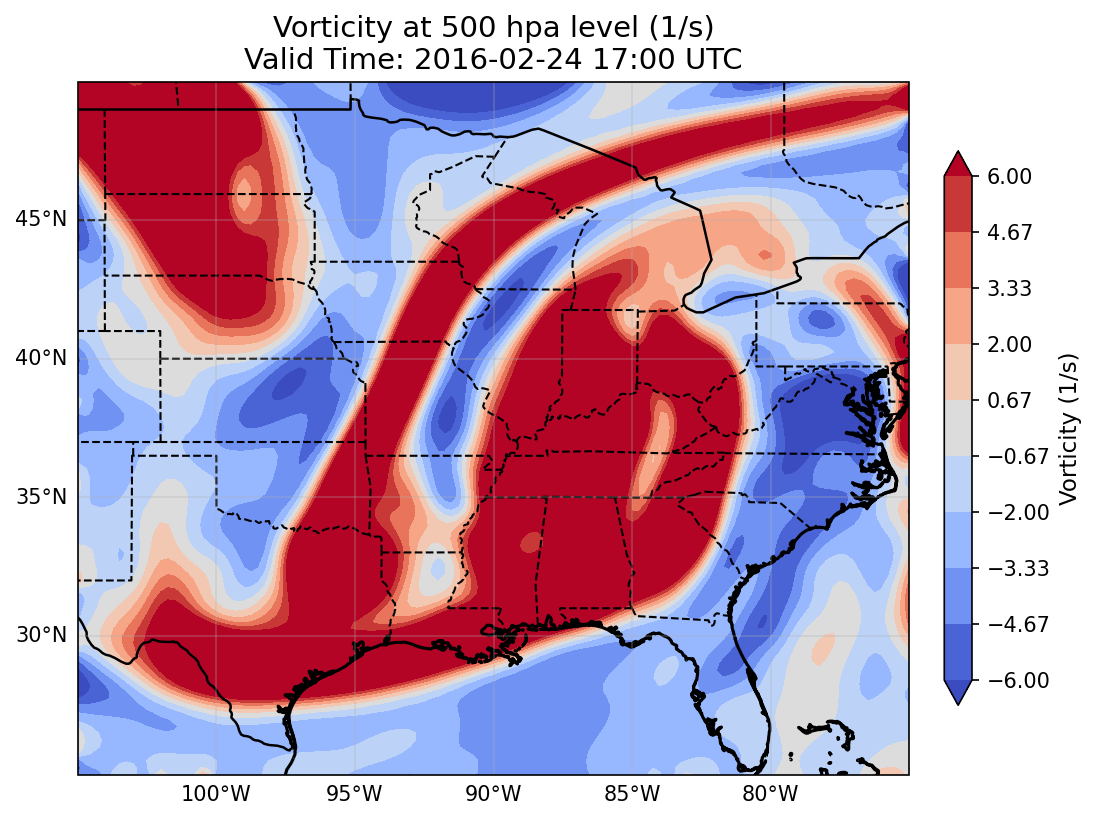 Vorticity at 500 hpa level (1/s)
Valid Time: 2016-02-24 17:00 UTC
45°N
40°N
35°N
30°N
100°W
95°W
90°W
85°W
80°W
6.00
4.67
3.33
2.00
0.67
−0.67
−2.00
−3.33
−4.67
−6.00
Vorticity (1/s)